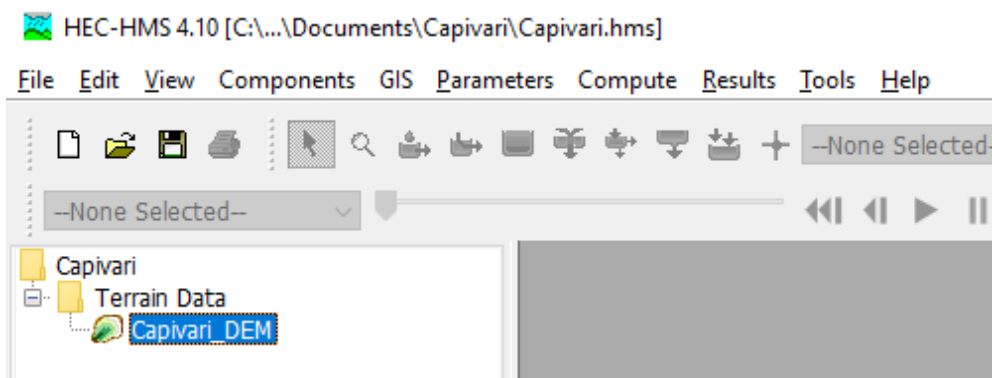 HEC-HMS 4.10 [C:\...\Documents\Capivari\Capivari.hms]
File Edit View Components GIS Parameters Compute Results Tools Help
--None Selected-
--None Selected--
Capivari
Terrain Data
Capivari_DEM